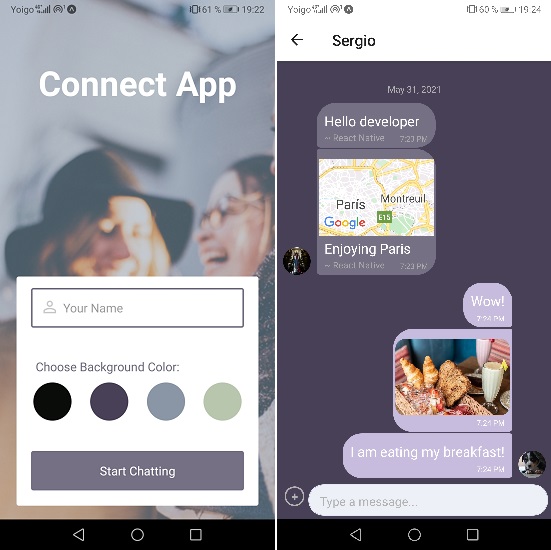 Yoigo 61 % 19:22
Connect App
Your Name
Choose Background Color:
Start Chatting
Yoigo 60 % 19:24
Sergio
May 31, 2021
Hello developer
~ React Native 7:23 PM
París
Montreuil
E15
Google
Enjoying Paris
~ React Native 7:23 PM
Wow!
7:24 PM
7:24 PM
I am eating my breakfast!
7:24 PM
Type a message...